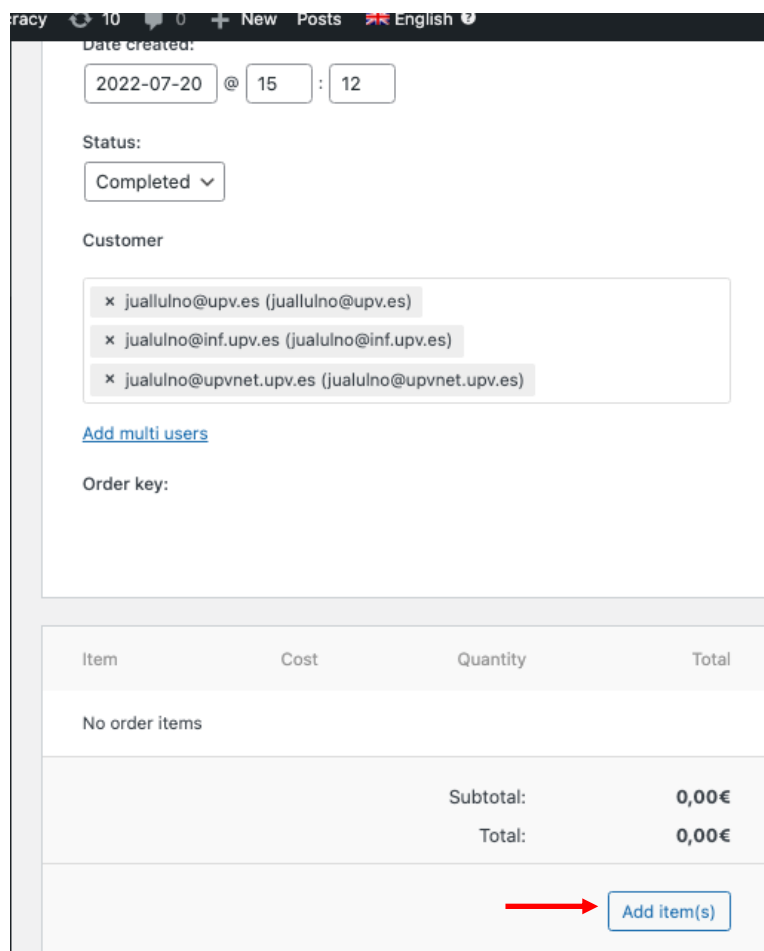 racy 10 0 + New Posts English ?
Date created:
2022-07-20 @ 15 : 12
Status:
Completed
Customer
× juallulno@upv.es (juallulno@upv.es)
× jualulno@inf.upv.es (jualulno@inf.upv.es)
× jualulno@upvnet.upv.es (jualulno@upvnet.upv.es)
Add multi users
Order key:
Item Cost Quantity Total
No order items
Subtotal: 0,00€
Total: 0,00€
Add item(s)